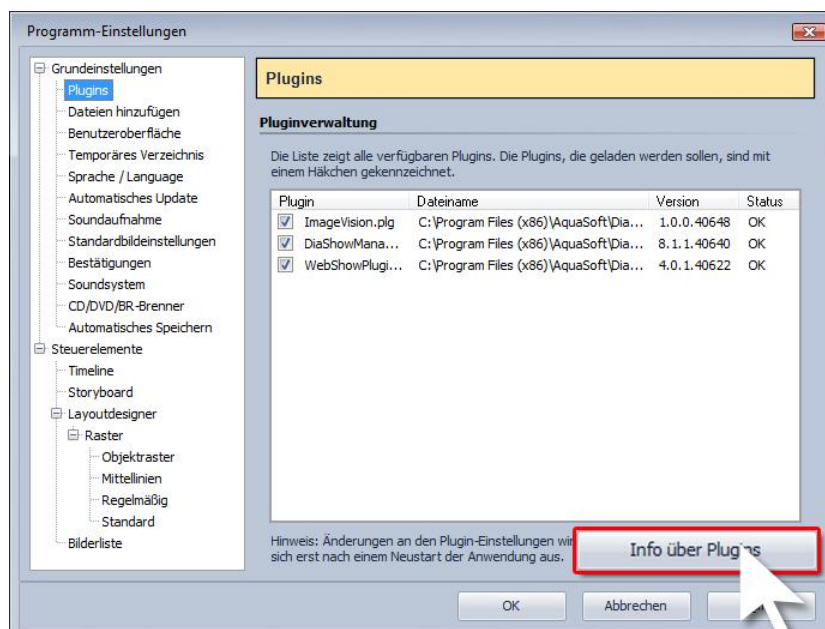 Programm-Einstellungen
Grundeinstellungen
Plugins
Dateien hinzufügen
Benutzeroberfläche
Temporäres Verzeichnis
Sprache / Language
Automatisches Update
Soundaufnahme
Standardbildeinstellungen
Bestätigungen
Soundsystem
CD/DVD/BR-Brenner
Automatisches Speichern
Steuerelemente
Timeline
Storyboard
Layoutdesigner
Raster
Objektraster
Mittellinien
Regelmäßig
Standard
Bilderliste
Plugins
Pluginverwaltung
Die Liste zeigt alle verfügbaren Plugins. Die Plugins, die geladen werden sollen, sind mit
einem Häkchen gekennzeichnet.
Plugin Dateiname Version Status
ImageVision.plg C:\Program Files (x86)\AquaSoft\Dia... 1.0.0.40648 OK
DiaShowMana... C:\Program Files (x86)\AquaSoft\Dia... 8.1.1.40640 OK
WebShowPlugi... C:\Program Files (x86)\AquaSoft\Dia... 4.0.1.40622 OK
Hinweis: Änderungen an den Plugin-Einstellungen
sich erst nach einem Neustart der Anwendung aus.
Info über Plugins
OK
Abbrechen